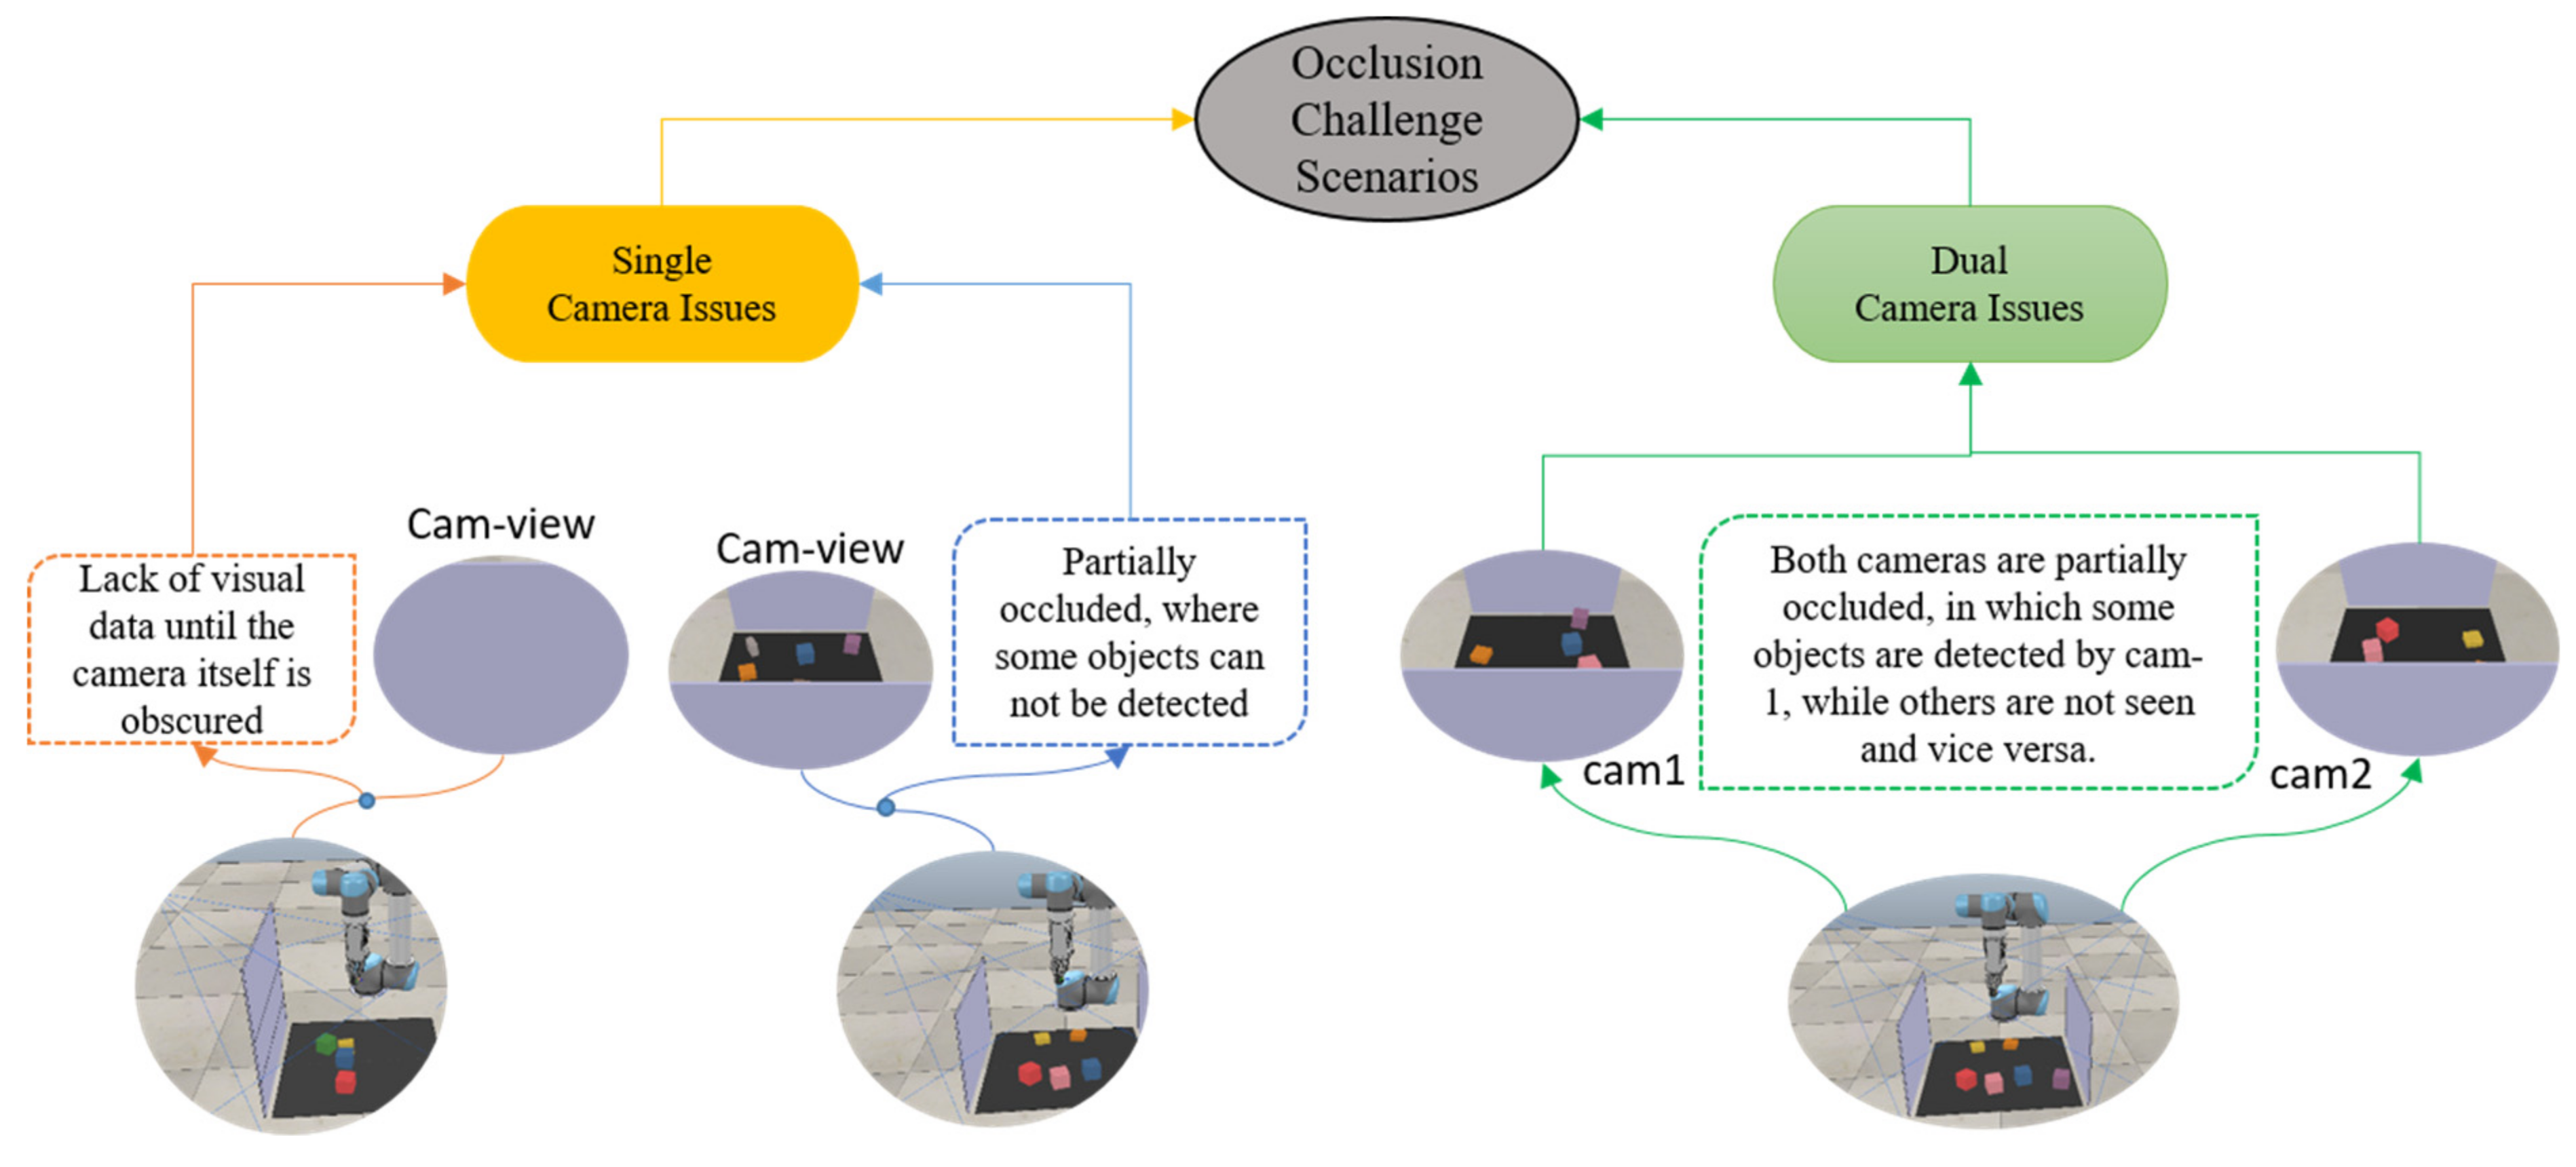 Occlusion
Challenge
Scenarios
Single
Camera Issues
Dual
Camera Issues
Cam-view
Lack of visual
data until the
camera itself is
obscured
Cam-view
Partially
occluded, where
some objects can
not be detected
Both cameras are partially
occluded, in which some
objects are detected by cam-
1, while others are not seen
and vice versa.
cam1
cam2